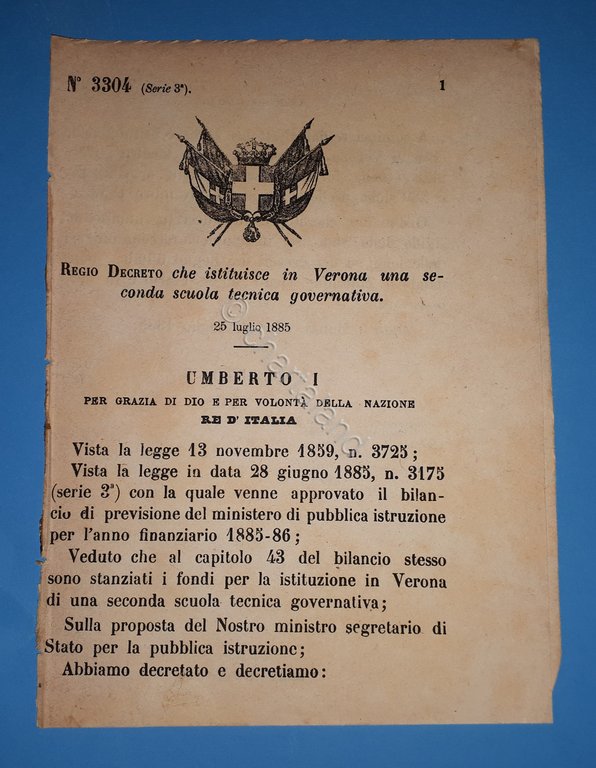 N° 3304 (Serie 3ª). 1
REGIO DECRETO che istituisce in Verona una se-
conda scuola tecnica governativa.
25 luglio 1885
UMBERTO I
PER GRAZIA DI DIO E PER VOLONTÀ DELLA NAZIONE
RE D' ITALIA
Vista la legge 13 novembre 1859, n. 3725;
Vista la legge in data 28 giugno 1885, n. 3175
(serie 3ª) con la quale venne approvato il bilan-
cio di previsione del ministero di pubblica istruzione
per l'anno finanziario 1885-86;
Veduto che al capitolo 43 del bilancio stesso
sono stanziati i fondi per la istituzione in Verona
di una seconda scuola tecnica governativa;
Sulla proposta del Nostro ministro segretario di
Stato per la pubblica istruzione;
Abbiamo decretato e decretiamo: